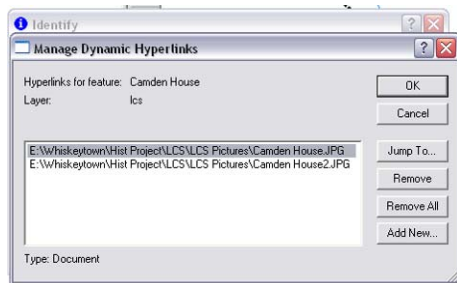 Identify
Manage Dynamic Hyperlinks
Hyperlinks for feature: Camden House
Layer: lcs
E:\Whiskeytown\Hist Project\LCS\LCS Pictures\Camden House.JPG
E:\Whiskeytown\Hist Project\LCS\LCS Pictures\Camden House2.JPG
Type: Document
OK
Cancel
Jump To...
Remove
Remove All
Add New...